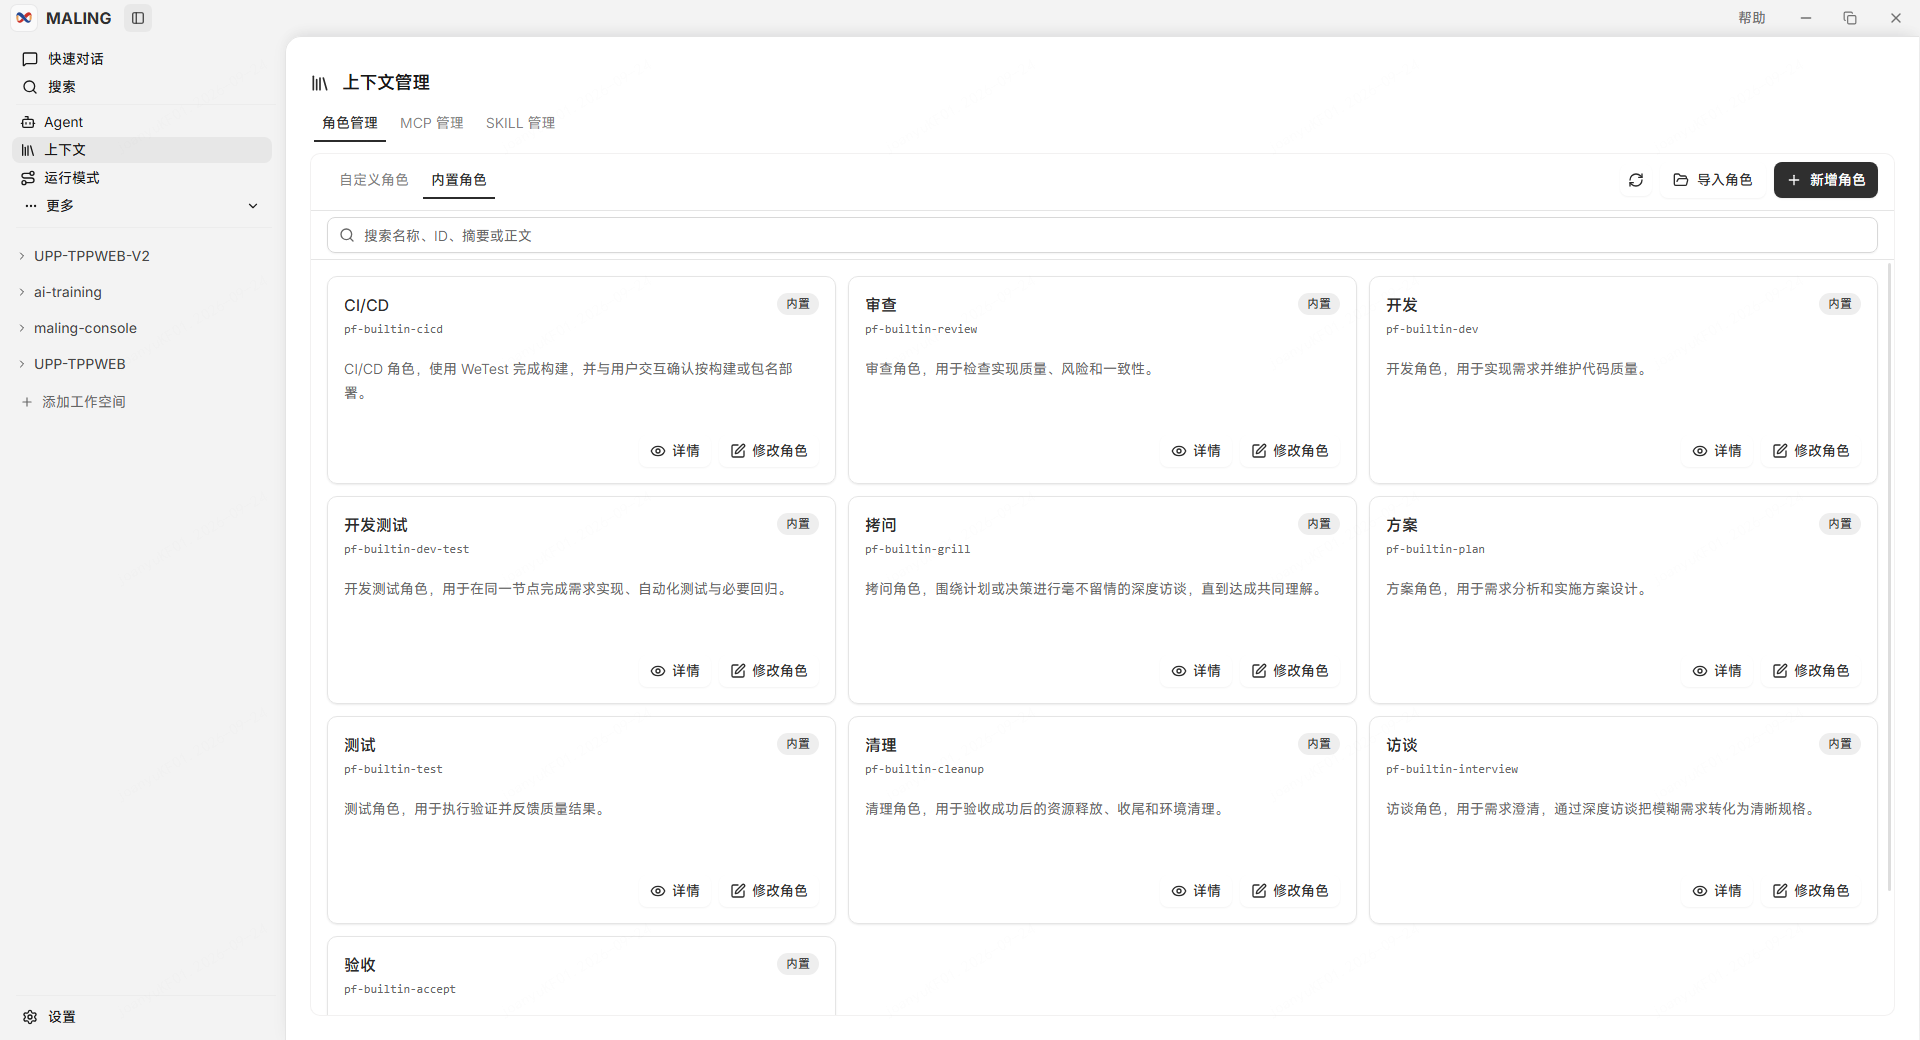 MALING
帮助
快速对话
搜索
Agent
上下文
运行模式
更多
UPP-TPPWEB-V2
ai-training
maling-console
UPP-TPPWEB
添加工作空间
设置
上下文管理
角色管理 MCP 管理 SKILL 管理
自定义角色 内置角色
导入角色
新增角色
搜索名称、ID、摘要或正文
CI/CD 内置
pf-builtin-cicd
CI/CD 角色，使用 WeTest 完成构建，并与用户交互确认按构建或包名部
署。
详情 修改角色
审查 内置
pf-builtin-review
审查角色，用于检查实现质量、风险和一致性。
详情 修改角色
开发 内置
pf-builtin-dev
开发角色，用于实现需求并维护代码质量。
详情 修改角色
开发测试 内置
pf-builtin-dev-test
开发测试角色，用于在同一节点完成需求实现、自动化测试与必要回归。
详情 修改角色
拷问 内置
pf-builtin-grill
拷问角色，围绕计划或决策进行毫不留情的深度访谈，直到达成共同理解。
详情 修改角色
方案 内置
pf-builtin-plan
方案角色，用于需求分析和实施方案设计。
详情 修改角色
测试 内置
pf-builtin-test
测试角色，用于执行验证并反馈质量结果。
详情 修改角色
清理 内置
pf-builtin-cleanup
清理角色，用于验收成功后的资源释放、收尾和环境清理。
详情 修改角色
访谈 内置
pf-builtin-interview
访谈角色，用于需求澄清，通过深度访谈把模糊需求转化为清晰规格。
详情 修改角色
验收 内置
pf-builtin-accept